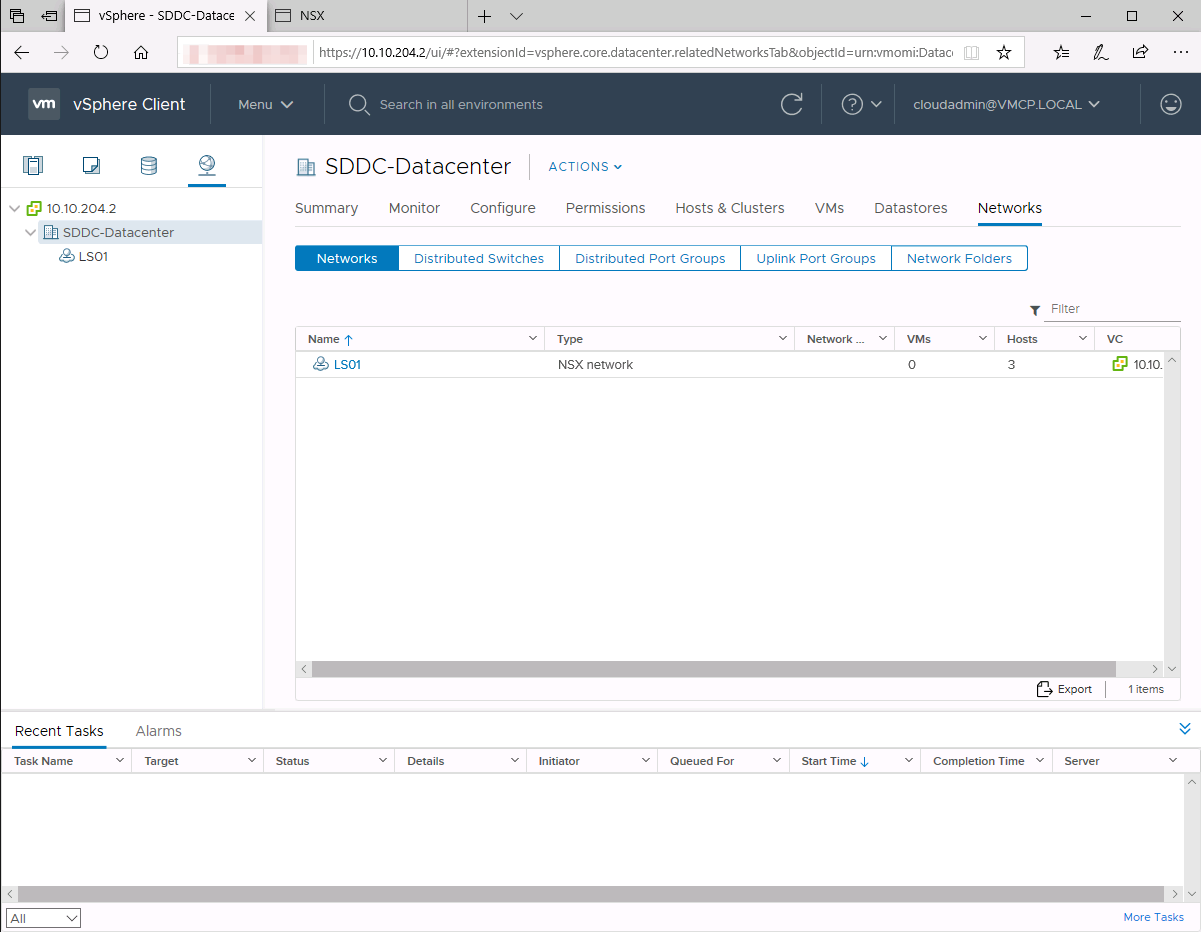 vSphere - SDDC-Datace
NSX
https://10.10.204.2/ui/#?extensionId=vsphere.core.datacenter.relatedNetworksTab&objectId=urn:vmomi:Datac
vm vSphere Client
Menu
Search in all environments
cloudadmin@VMCP.LOCAL
10.10.204.2
SDDC-Datacenter
LS01
SDDC-Datacenter
ACTIONS
Summary Monitor Configure Permissions Hosts & Clusters VMs Datastores Networks
Networks Distributed Switches Distributed Port Groups Uplink Port Groups Network Folders
Filter
Name Type Network ... VMs Hosts VC
LS01 NSX network 0 3 10.10.
Export 1 items
Recent Tasks Alarms
Task Name Target Status Details Initiator Queued For Start Time Completion Time Server
All
More Tasks